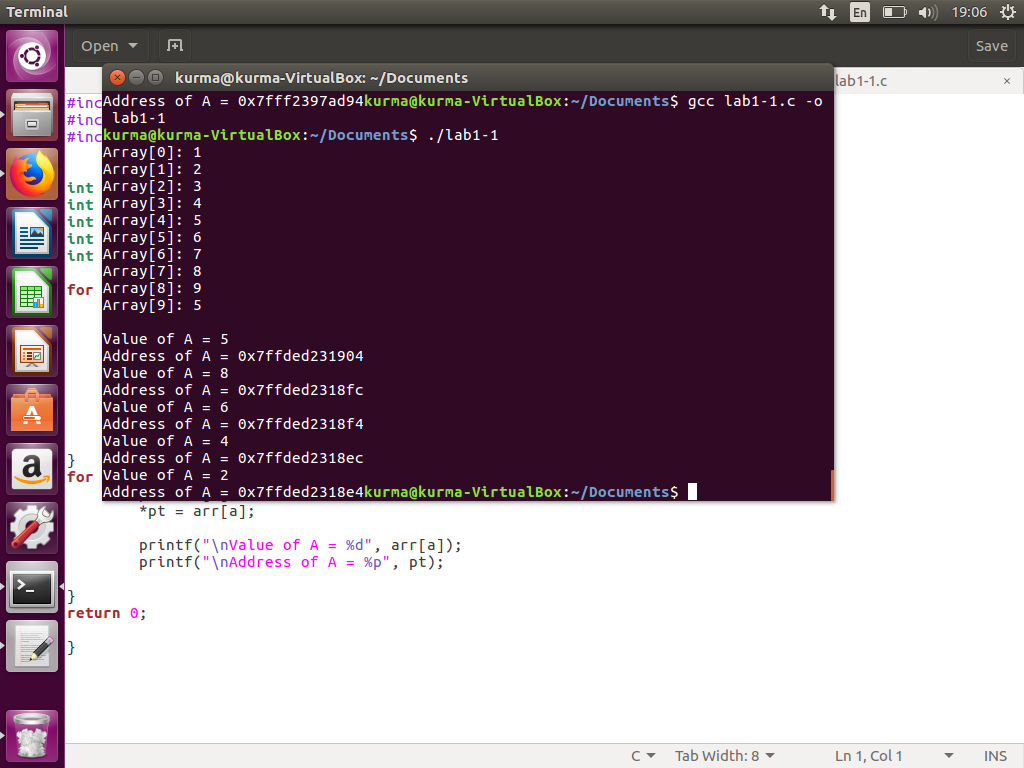 Terminal
En
19:06
Open
Save
kurma@kurma-VirtualBox: ~/Documents
lab1-1.c
×
#inc
#inc
#inc
int
int
int
int
int
for
}
for
Address of A = 0x7fff2397ad94kurma@kurma-VirtualBox:~/Documents$ gcc lab1-1.c -o
lab1-1
kurma@kurma-VirtualBox:~/Documents$ ./lab1-1
Array[0]: 1
Array[1]: 2
Array[2]: 3
Array[3]: 4
Array[4]: 5
Array[5]: 6
Array[6]: 7
Array[7]: 8
Array[8]: 9
Array[9]: 5
Value of A = 5
Address of A = 0x7ffded231904
Value of A = 8
Address of A = 0x7ffded2318fc
Value of A = 6
Address of A = 0x7ffded2318f4
Value of A = 4
Address of A = 0x7ffded2318ec
Value of A = 2
Address of A = 0x7ffded2318e4kurma@kurma-VirtualBox:~/Documents$
*pt = arr[a];
printf("\nValue of A = %d", arr[a]);
printf("\nAddress of A = %p", pt);
}
return 0;
}
C
Tab Width: 8
Ln 1, Col 1
INS